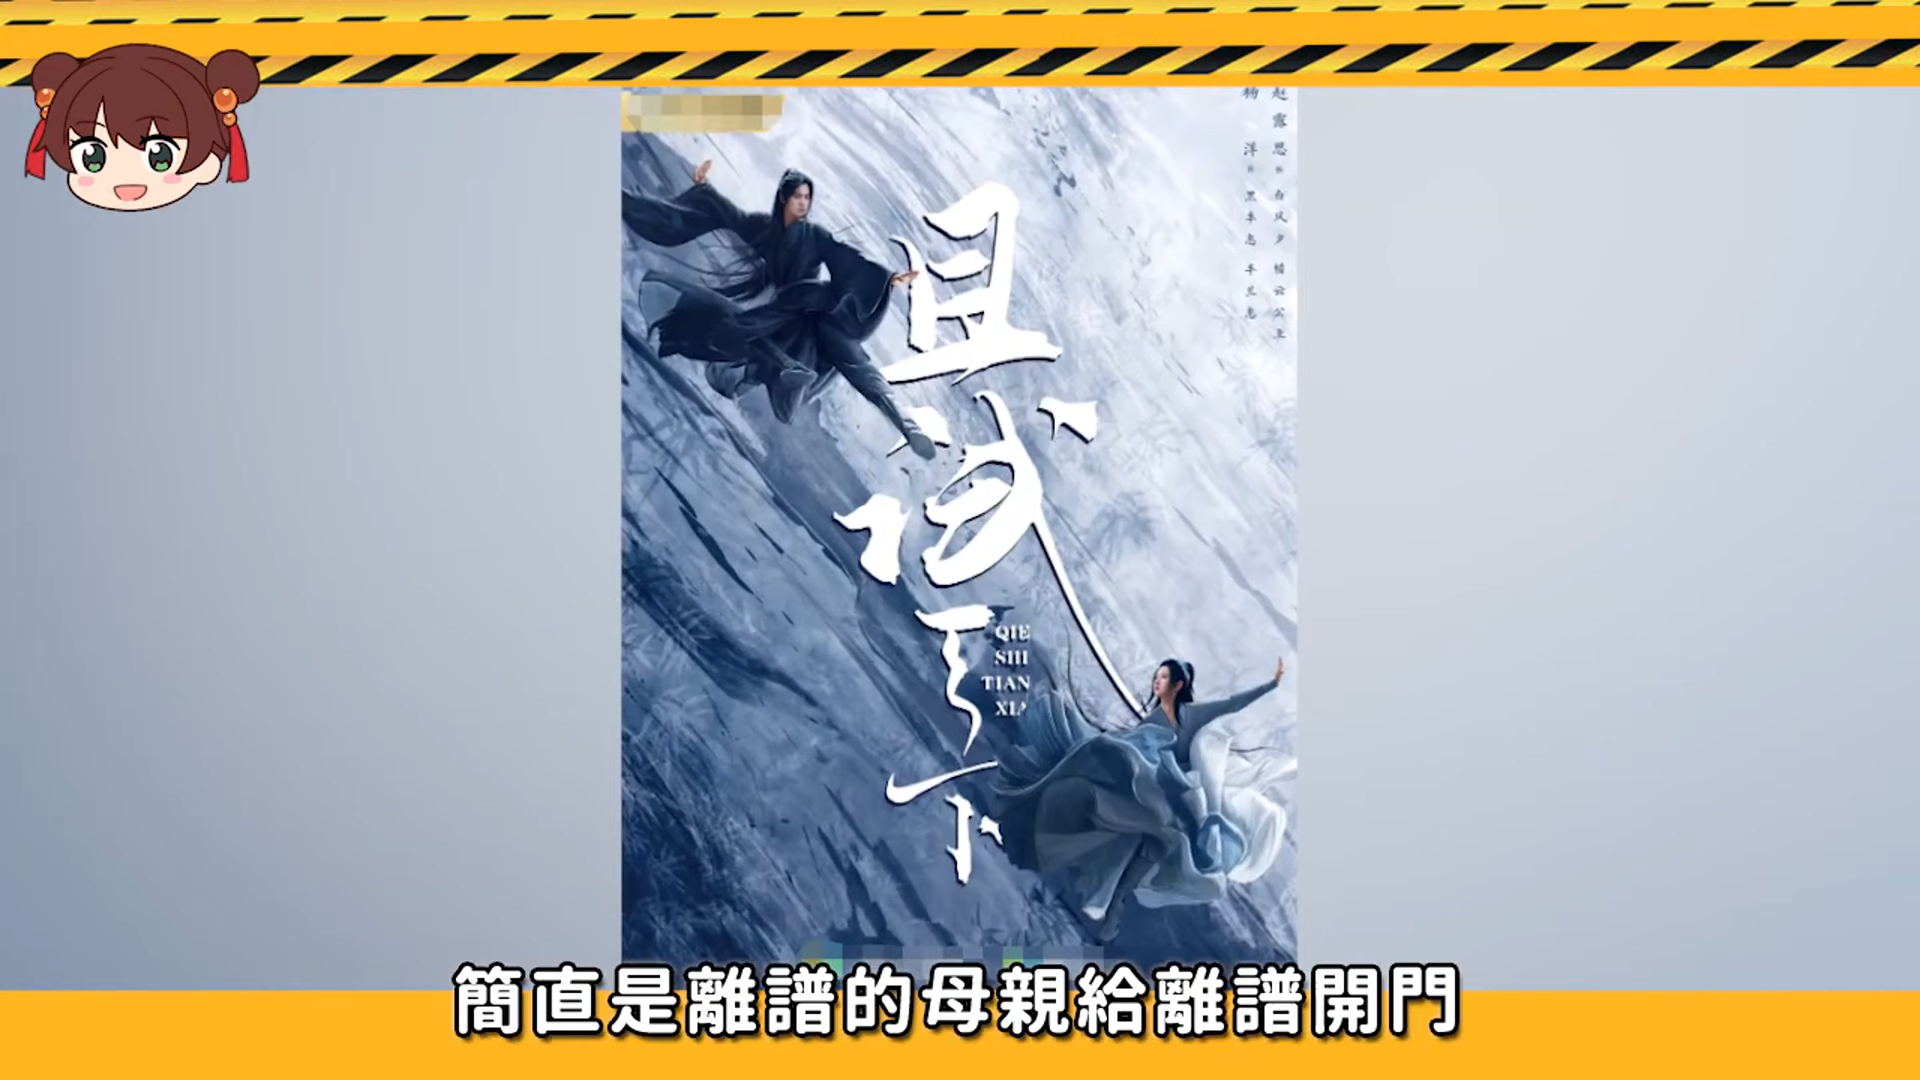 赵露思 饰 白风夕 惜云公主
杨洋 饰 黑丰息 丰兰息
且试天下
QIE
SHI
TIAN
XIA
簡直是離譜的母親給離譜開門